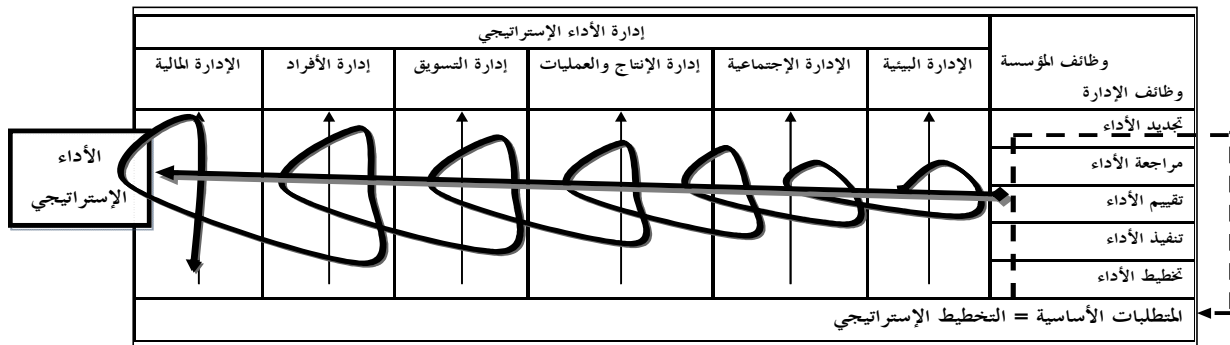 إدارة الأداء الإستراتيجي
وظائف المؤسسة
وظائف الإدارة
الإدارة البيئية
الإدارة الإجتماعية
إدارة الإنتاج والعمليات
إدارة التسويق
إدارة الأفراد
الإدارة المالية
تجديد الأداء
مراجعة الأداء
تقييم الأداء
تنفيذ الأداء
تخطيط الأداء
الأداء
الإستراتيجي
المتطلبات الأساسية = التخطيط الإستراتيجي